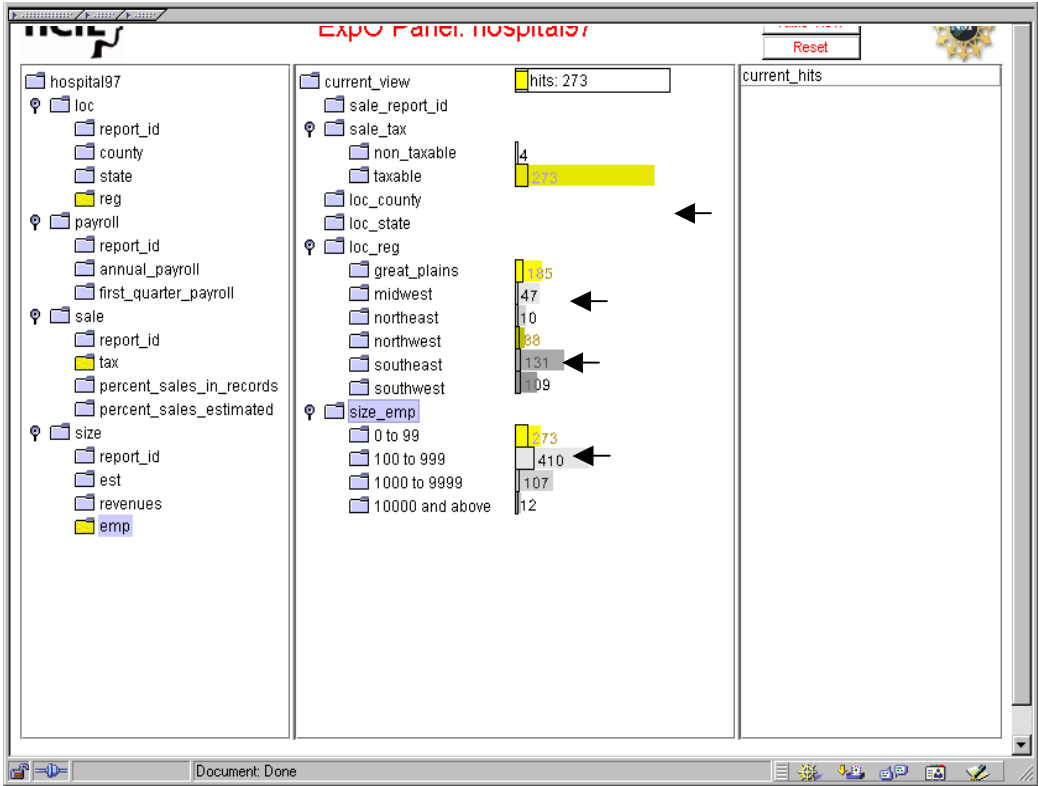 HCIL
ExpO Panel: hospital97
Reset
hospital97
loc
report_id
county
state
reg
payroll
report_id
annual_payroll
first_quarter_payroll
sale
report_id
tax
percent_sales_in_records
percent_sales_estimated
size
report_id
est
revenues
emp
current_view hits: 273
sale_report_id
sale_tax
non_taxable 4
taxable 273
loc_county
loc_state
loc_reg
great_plains 185
midwest 47
northeast 10
northwest 88
southeast 131
southwest 109
size_emp
0 to 99 273
100 to 999 410
1000 to 9999 107
10000 and above 12
current_hits
Document: Done